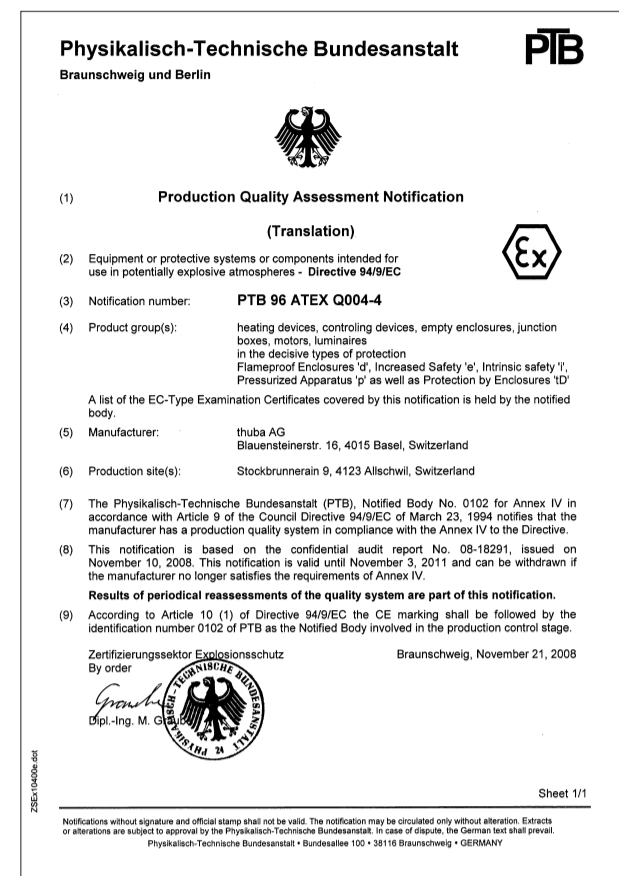 Physikalisch-Technische Bundesanstalt
PTB
Braunschweig und Berlin
(1) Production Quality Assessment Notification
(Translation)
(2) Equipment or protective systems or components intended for
use in potentially explosive atmospheres - Directive 94/9/EC
Ex
(3) Notification number: PTB 96 ATEX Q004-4
(4) Product group(s): heating devices, controling devices, empty enclosures, junction
boxes, motors, luminaires
in the decisive types of protection
Flameproof Enclosures 'd', Increased Safety 'e', Intrinsic safety 'i',
Pressurized Apparatus 'p' as well as Protection by Enclosures 'tD'
A list of the EC-Type Examination Certificates covered by this notification is held by the notified
body.
(5) Manufacturer: thuba AG
Blauensteinerstr. 16, 4015 Basel, Switzerland
(6) Production site(s): Stockbrunnerain 9, 4123 Allschwil, Switzerland
(7) The Physikalisch-Technische Bundesanstalt (PTB), Notified Body No. 0102 for Annex IV in
accordance with Article 9 of the Council Directive 94/9/EC of March 23, 1994 notifies that the
manufacturer has a production quality system in compliance with the Annex IV to the Directive.
(8) This notification is based on the confidential audit report No. 08-18291, issued on
November 10, 2008. This notification is valid until November 3, 2011 and can be withdrawn if
the manufacturer no longer satisfies the requirements of Annex IV.
Results of periodical reassessments of the quality system are part of this notification.
(9) According to Article 10 (1) of Directive 94/9/EC the CE marking shall be followed by the
identification number 0102 of PTB as the Notified Body involved in the production control stage.
Zertifizierungssektor Explosionsschutz
Braunschweig, November 21, 2008
By order
Dipl.-Ing. M.
PHYSIKALISCH-TECHNISCHE BUNDESANSTALT
24
ZSEx10400e.dot
Sheet 1/1
Notifications without signature and official stamp shall not be valid. The notification may be circulated only without alteration. Extracts
or alterations are subject to approval by the Physikalisch-Technische Bundesanstalt. In case of dispute, the German text shall prevail.
Physikalisch-Technische Bundesanstalt • Bundesallee 100 • 38116 Braunschweig • GERMANY